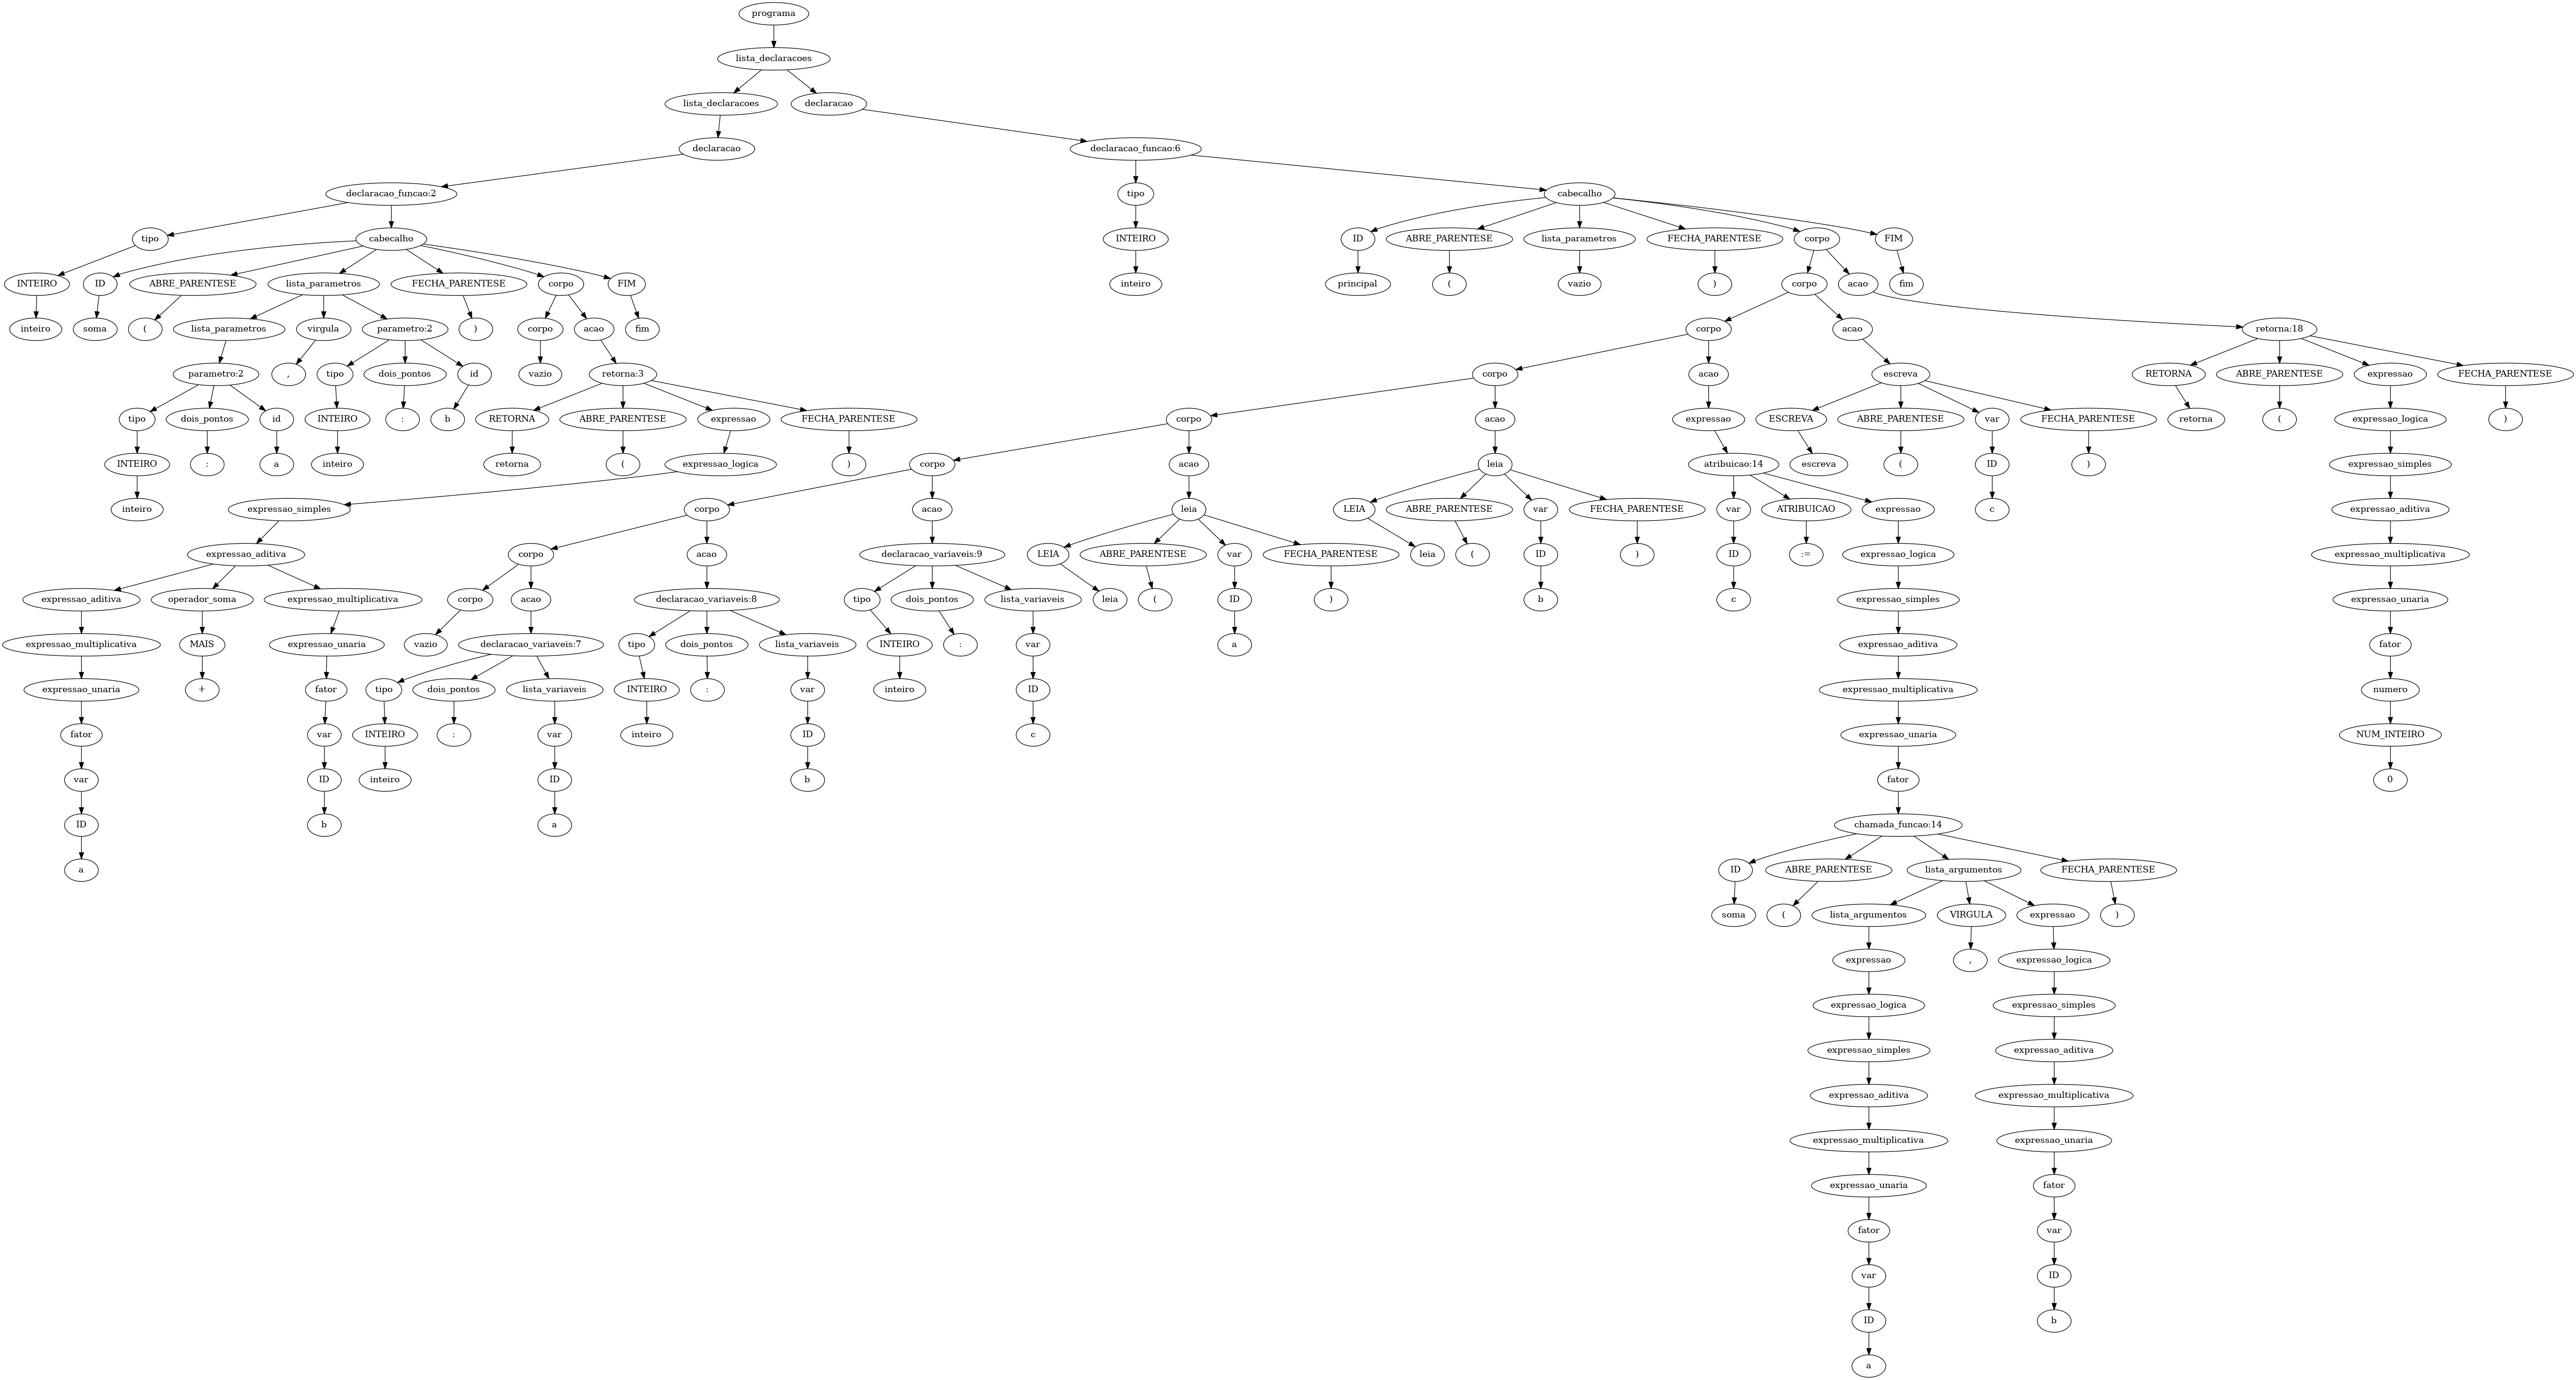 programa
lista_declaracoes
lista_declaracoes declaracao
declaracao declaracao_funcao:6
declaracao_funcao:2 tipo cabecalho
tipo cabecalho INTEIRO ID ABRE_PARENTESE lista_parametros FECHA_PARENTESE corpo FIM
INTEIRO ID ABRE_PARENTESE lista_parametros FECHA_PARENTESE corpo FIM inteiro principal ( vazio ) corpo acao fim
inteiro soma ( lista_parametros virgula parametro:2 ) corpo acao fim corpo acao retorna:18
parametro:2 , tipo dois_pontos id vazio retorna:3 corpo acao escreva RETORNA ABRE_PARENTESE expressao FECHA_PARENTESE
tipo dois_pontos id INTEIRO : b RETORNA ABRE_PARENTESE expressao FECHA_PARENTESE corpo acao expressao ESCREVA ABRE_PARENTESE var FECHA_PARENTESE retorna ( expressao_logica )
INTEIRO : a inteiro retorna ( expressao_logica ) corpo acao leia atribuicao:14 escreva ( ID ) expressao_simples
inteiro expressao_simples corpo acao leia LEIA ABRE_PARENTESE var FECHA_PARENTESE var ATRIBUICAO expressao c expressao_aditiva
expressao_aditiva corpo acao declaracao_variaveis:9 LEIA ABRE_PARENTESE var FECHA_PARENTESE leia ( ID ) ID := expressao_logica expressao_multiplicativa
expressao_aditiva operador_soma expressao_multiplicativa corpo acao declaracao_variaveis:8 tipo dois_pontos lista_variaveis leia ( ID ) b c expressao_simples expressao_unaria
expressao_multiplicativa MAIS expressao_unaria vazio declaracao_variaveis:7 tipo dois_pontos lista_variaveis INTEIRO : var a expressao_aditiva fator
expressao_unaria + fator tipo dois_pontos lista_variaveis INTEIRO : var inteiro ID expressao_multiplicativa numero
fator var INTEIRO : var inteiro ID c expressao_unaria NUM_INTEIRO
var ID inteiro ID b fator 0
ID b a chamada_funcao:14
a ID ABRE_PARENTESE lista_argumentos FECHA_PARENTESE
soma ( lista_argumentos VIRGULA expressao )
expressao , expressao_logica
expressao_logica expressao_simples
expressao_simples expressao_aditiva
expressao_aditiva expressao_multiplicativa
expressao_multiplicativa expressao_unaria
expressao_unaria fator
fator var
var ID
ID b
a